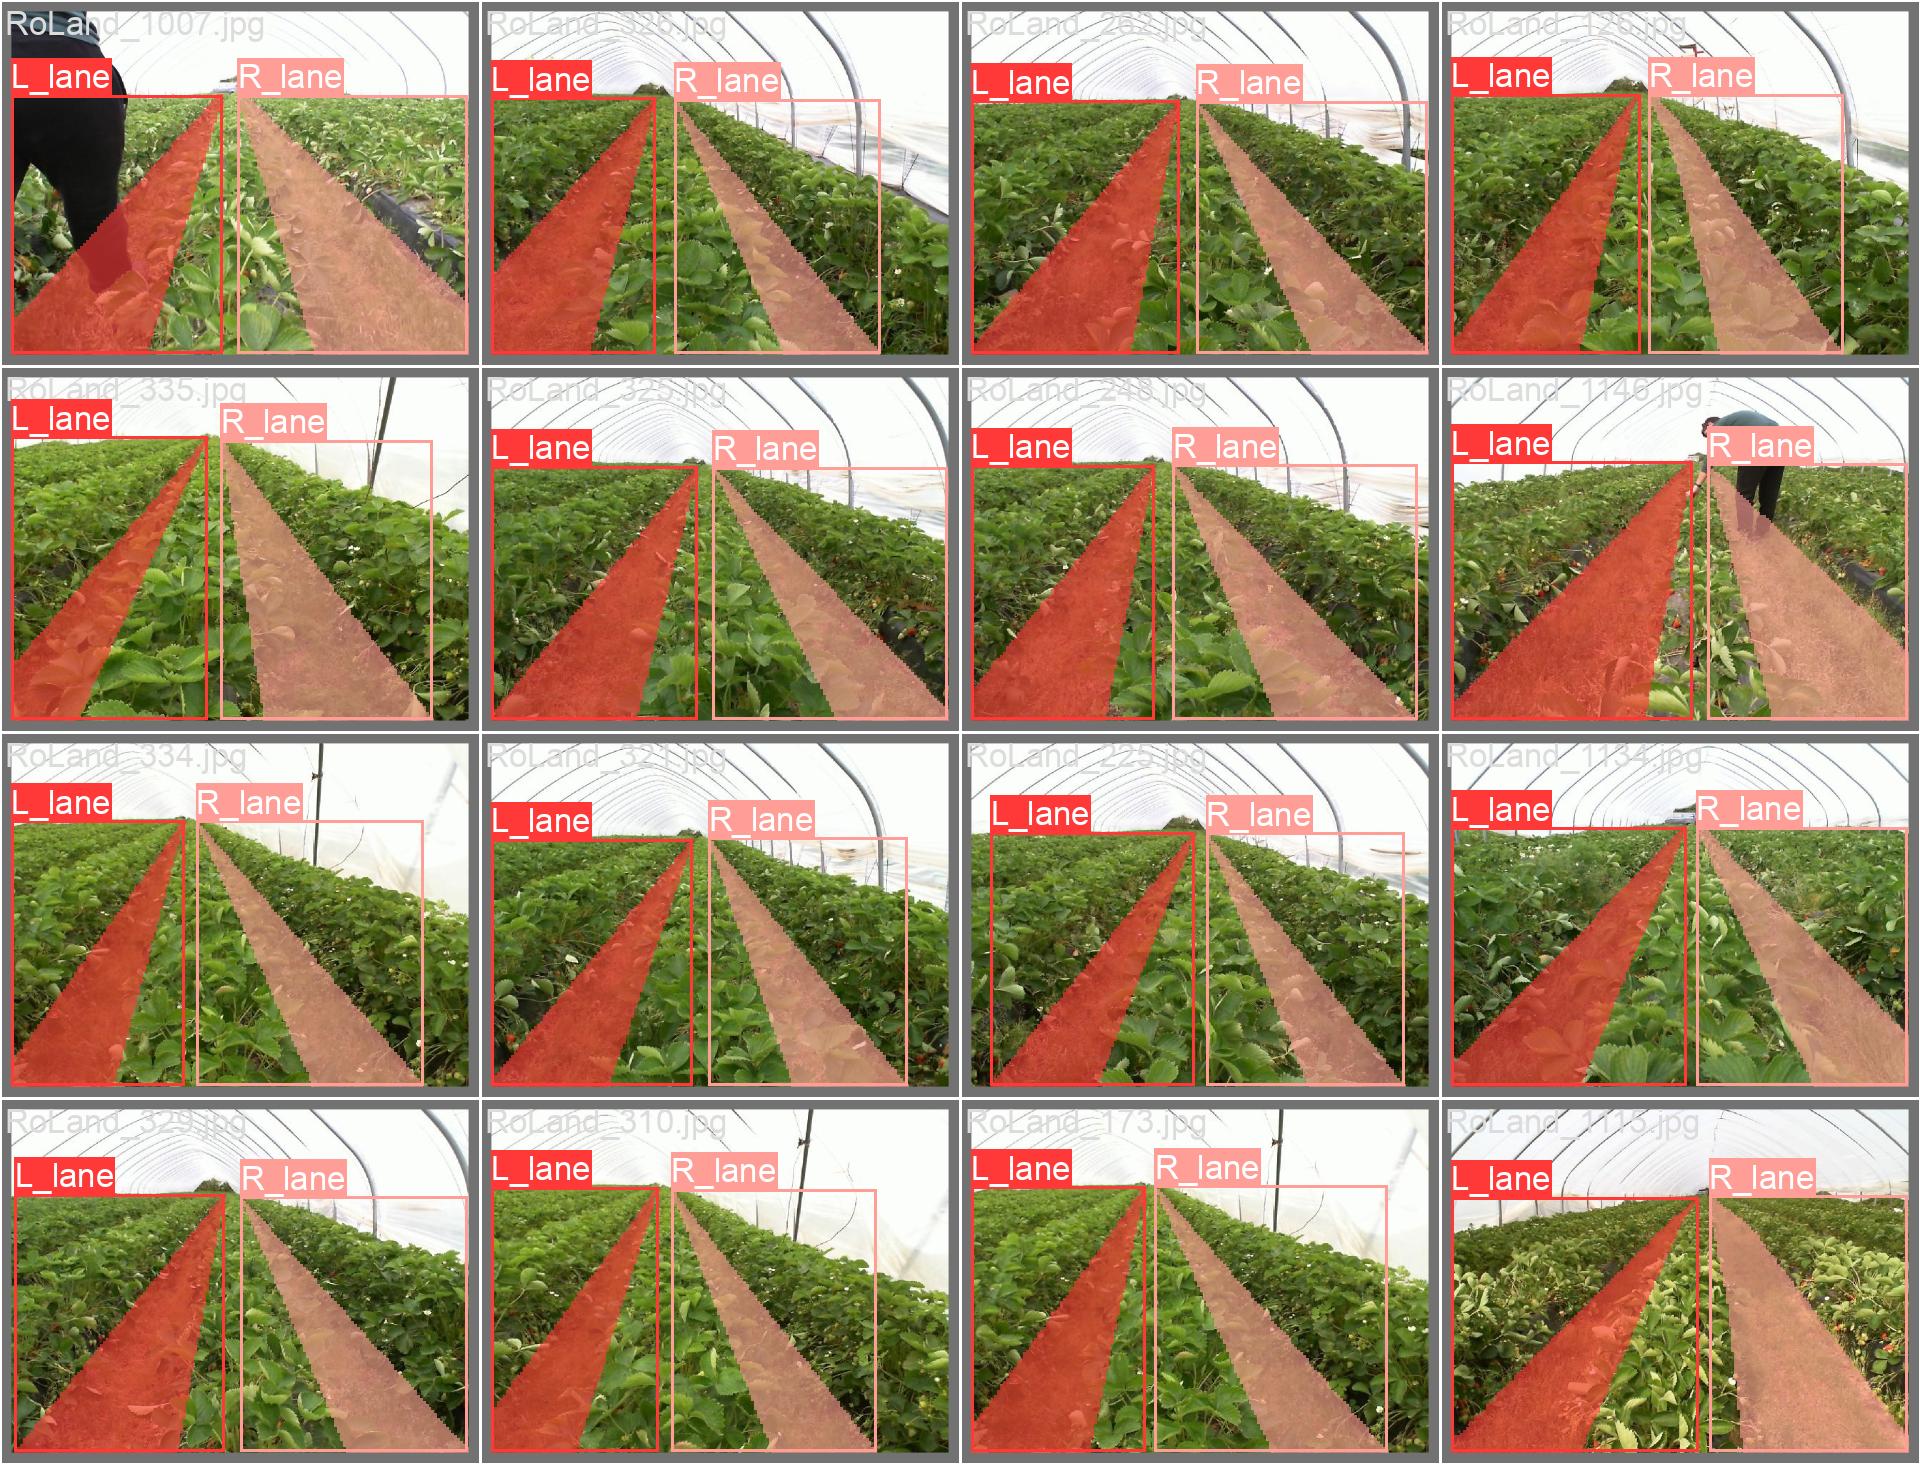 RoLand_1007.jpg
L_lane
R_lane
RoLand_326.jpg
L_lane
R_lane
RoLand_262.jpg
L_lane
R_lane
RoLand_126.jpg
L_lane
R_lane
RoLand_335.jpg
L_lane
R_lane
RoLand_325.jpg
L_lane
R_lane
RoLand_248.jpg
L_lane
R_lane
RoLand_1146.jpg
L_lane
R_lane
RoLand_334.jpg
L_lane
R_lane
RoLand_321.jpg
L_lane
R_lane
RoLand_225.jpg
L_lane
R_lane
RoLand_1134.jpg
L_lane
R_lane
RoLand_329.jpg
L_lane
R_lane
RoLand_310.jpg
L_lane
R_lane
RoLand_173.jpg
L_lane
R_lane
RoLand_1115.jpg
L_lane
R_lane